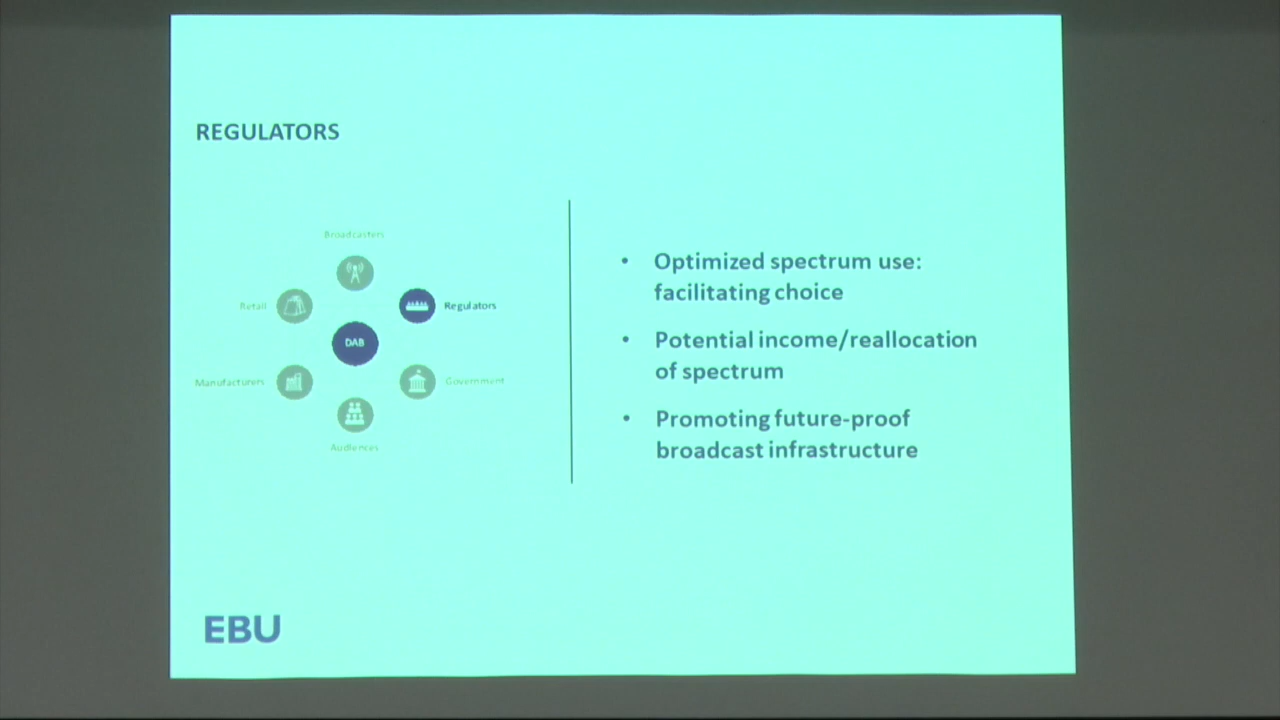 REGULATORS
Broadcasters
Retail
Regulators
DAB
Manufacturers
Government
Audiences
• Optimized spectrum use:
facilitating choice
• Potential income/reallocation
of spectrum
• Promoting future-proof
broadcast infrastructure
EBU